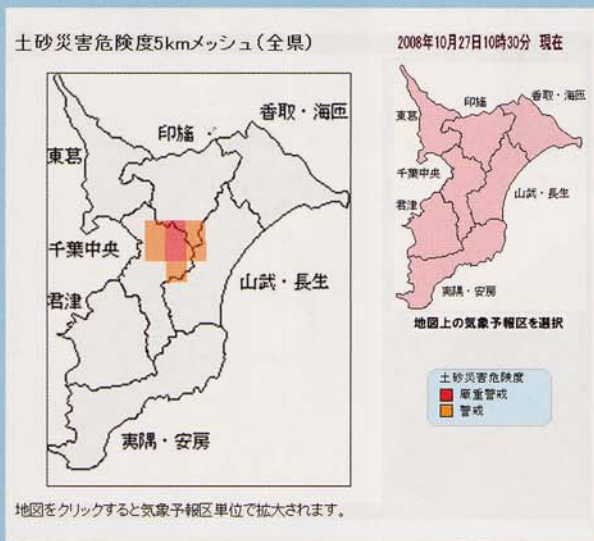 土砂災害危険度5kmメッシュ(全県)
2008年10月27日10時30分 現在
香取・海匝
印旛
東葛
千葉中央
山武・長生
君津
夷隅・安房
地図をクリックすると気象予報区単位で拡大されます。
香取・海匝
印旛
東葛
千葉中央
山武・長生
君津
夷隅・安房
地図上の気象予報区を選択
土砂災害危険度
厳重警戒
警戒